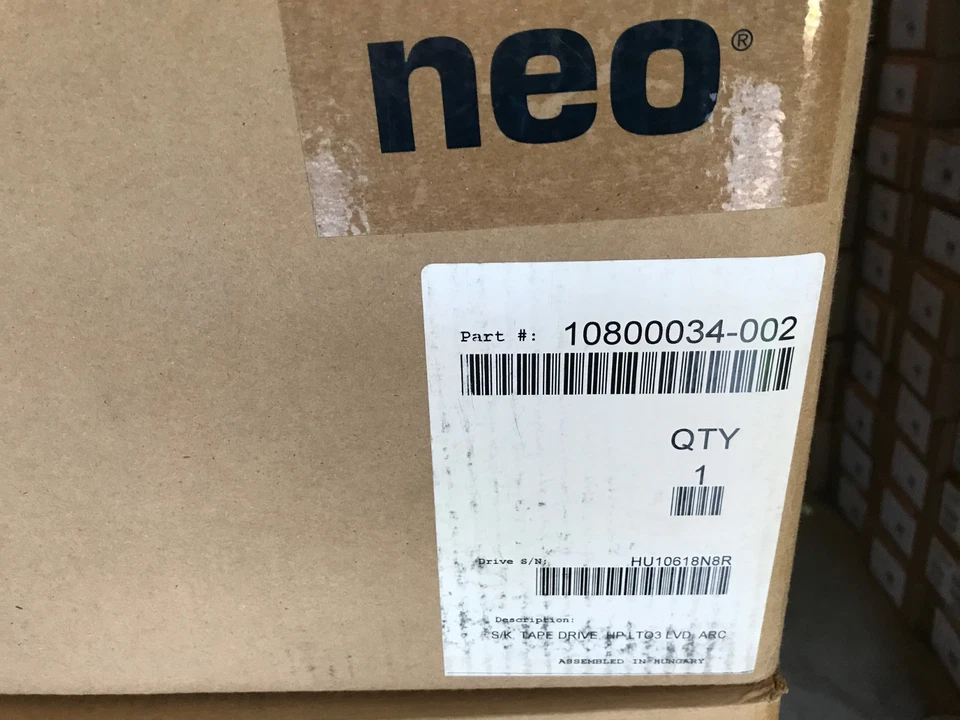 neo®
Part #: 10800034-002
QTY
1
Drive S/N: HU10618N8R
Description:
S/K, TAPE DRIVE, HP LTO3 LVD, ARC
ASSEMBLED IN HUNGARY